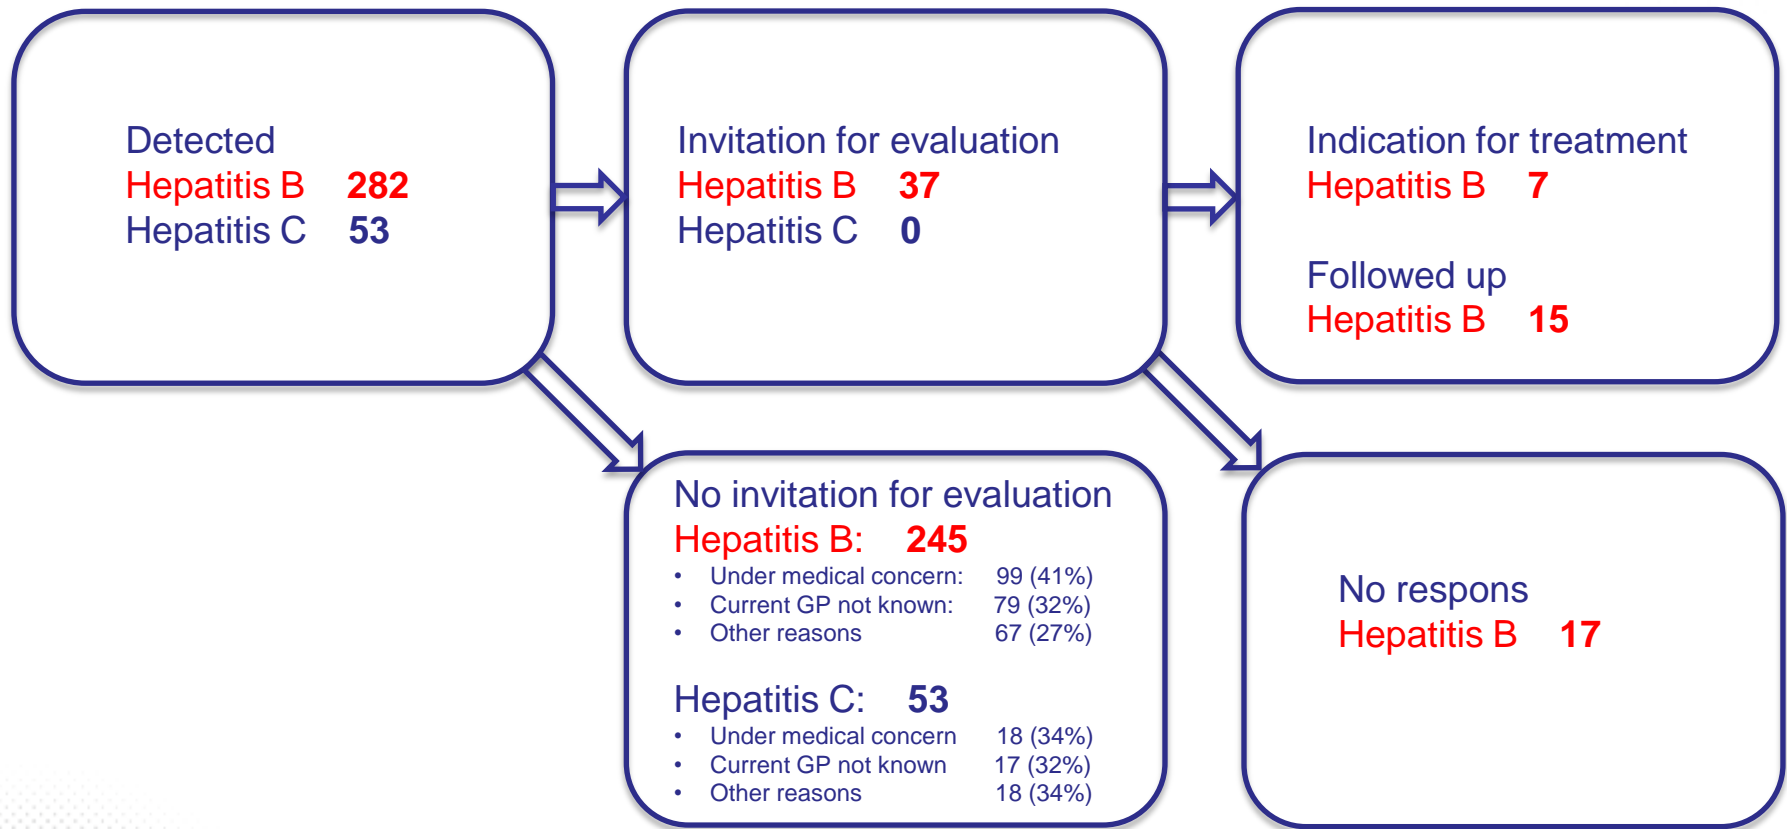 Detected
Hepatitis B 282
Hepatitis C 53
Invitation for evaluation
Hepatitis B 37
Hepatitis C 0
Indication for treatment
Hepatitis B 7
Followed up
Hepatitis B 15
No invitation for evaluation
Hepatitis B: 245
• Under medical concern: 99 (41%)
• Current GP not known: 79 (32%)
• Other reasons 67 (27%)
Hepatitis C: 53
• Under medical concern 18 (34%)
• Current GP not known 17 (32%)
• Other reasons 18 (34%)
No respons
Hepatitis B 17